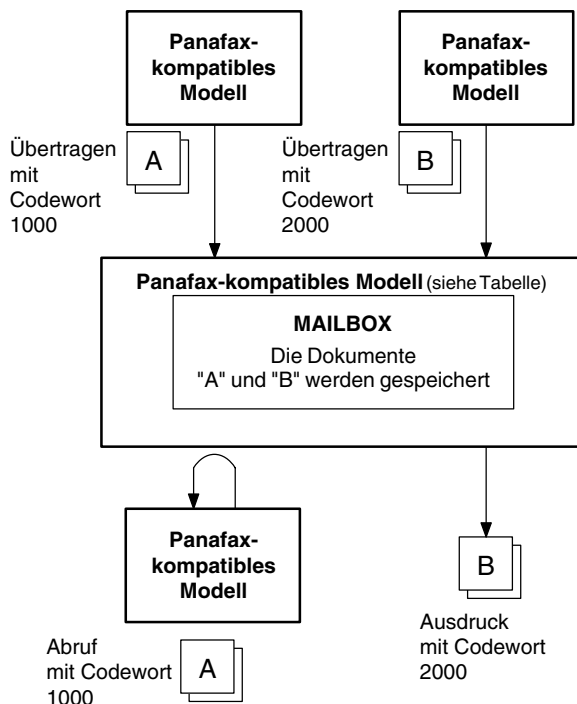 Panafax-
kompatibles
Modell
Panafax-
kompatibles
Modell
Übertragen
mit
Codewort
1000
A
Übertragen
mit
Codewort
2000
B
Panafax-kompatibles Modell (siehe Tabelle)
MAILBOX
Die Dokumente
"A" und "B" werden gespeichert
Panafax-
kompatibles
Modell
B
Abruf
mit Codewort
1000
A
Ausdruck
mit Codewort
2000